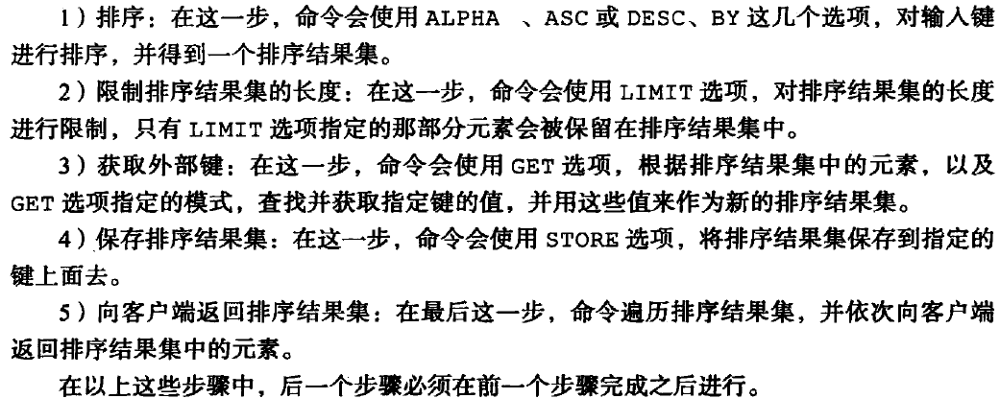 1）排序：在这一步，命令会使用 ALPHA 、ASC 或 DESC、BY 这几个选项，对输入键
进行排序，并得到一个排序结果集。
2）限制排序结果集的长度：在这一步，命令会使用 LIMIT 选项，对排序结果集的长度
进行限制，只有 LIMIT 选项指定的那部分元素会被保留在排序结果集中。
3）获取外部键：在这一步，命令会使用 GET 选项，根据排序结果集中的元素，以及
GET 选项指定的模式，查找并获取指定键的值，并用这些值来作为新的排序结果集。
4）保存排序结果集：在这一步，命令会使用 STORE 选项，将排序结果集保存到指定的
键上面去。
5）向客户端返回排序结果集：在最后这一步，命令遍历排序结果集，并依次向客户端
返回排序结果集中的元素。
在以上这些步骤中，后一个步骤必须在前一个步骤完成之后进行。